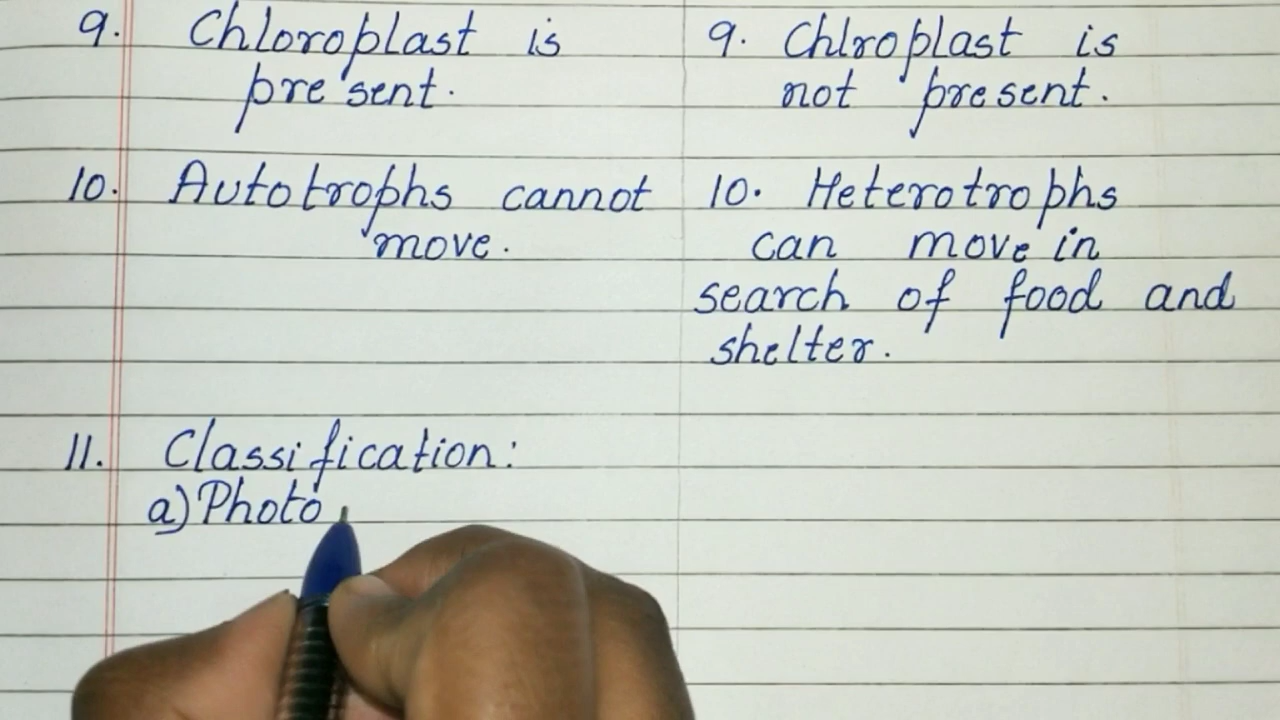 9. Chloroplast is
present.
10. Autotrophs cannot
move.
11. Classification:
a) Photo
9. Chlroplast is
not present.
10. Heterotrophs
can move in
search of food and
shelter.